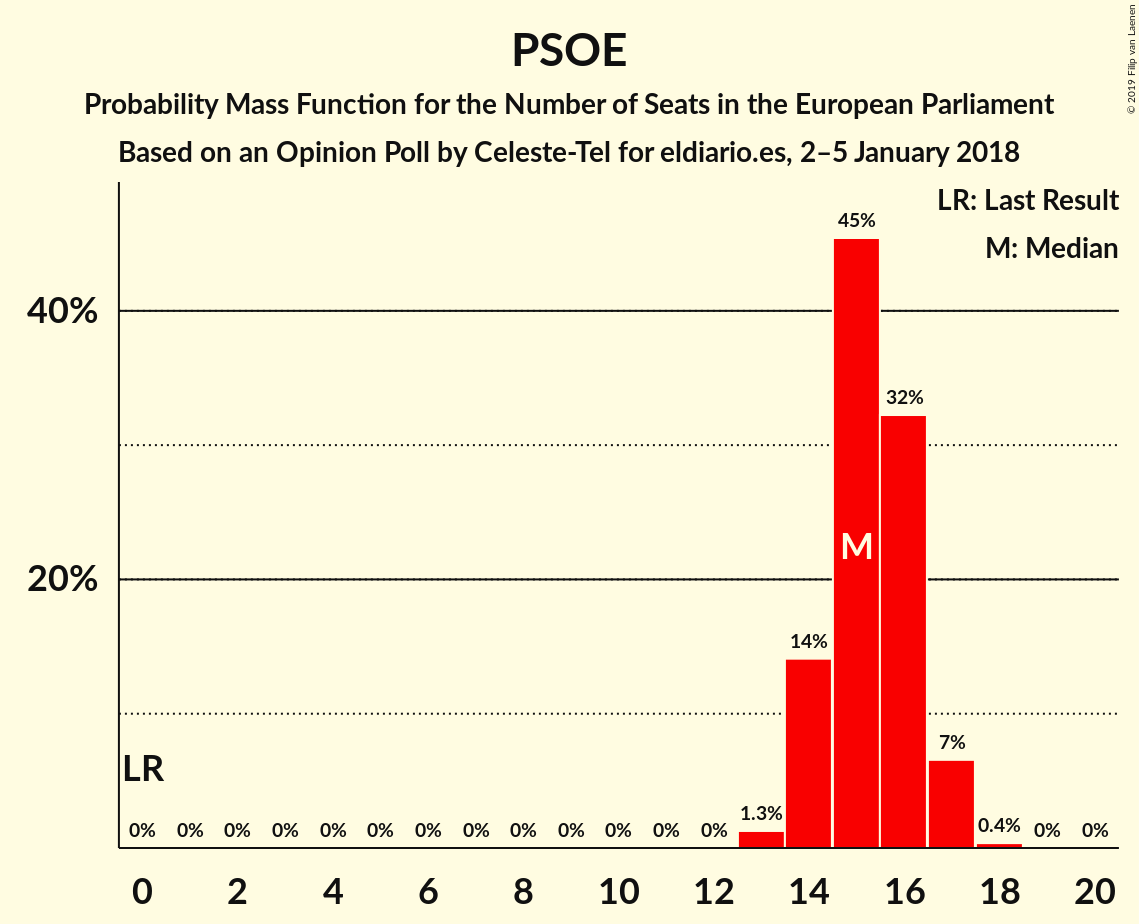 PSOE
Probability Mass Function for the Number of Seats in the European Parliament
Based on an Opinion Poll by Celeste-Tel for eldiario.es, 2–5 January 2018
© 2019 Filip van Laenen
LR: Last Result
M: Median
45%
40%
32%
M
20%
14%
7%
LR
0% 0% 0% 0% 0% 0% 0% 0% 0% 0% 0% 0% 0% 1.3% 0.4% 0% 0%
0 2 4 6 8 10 12 14 16 18 20